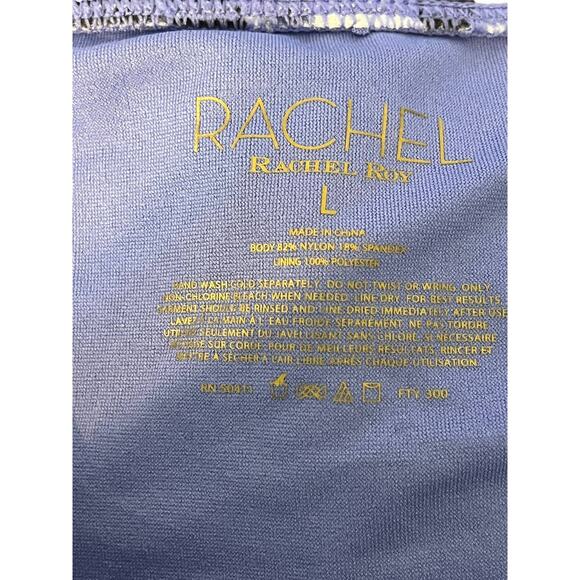 RACHEL
RACHEL ROY
L
MADE IN CHINA
BODY 82% NYLON 18% SPANDEX
LINING 100% POLYESTER
HAND WASH COLD SEPARATELY. DO NOT TWIST OR WRING. ONLY
NON-CHLORINE BLEACH WHEN NEEDED. LINE DRY. FOR BEST RESULTS,
GARMENT SHOULD BE RINSED AND LINE DRIED IMMEDIATELY AFTER USE
LAVEZ À LA MAIN À L'EAU FROIDE SÉPARÉMENT. NE PAS TORDRE.
UTILISEZ SEULEMENT DU JAVELLISANT SANS CHLORE, SI NÉCESSAIRE
SUR CORDE. POUR DE MEILLEURS RÉSULTATS, RINCER ET
METTRE À SÉCHER À L'AIR LIBRE APRÈS CHAQUE UTILISATION.
RN 50411 FTY 300